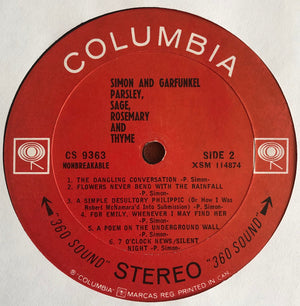 COLUMBIA
SIMON AND GARFUNKEL
PARSLEY,
SAGE,
ROSEMARY
AND
THYME
CS 9363
NONBREAKABLE
SIDE 2
XSM 114874
1. THE DANGLING CONVERSATION -P. Simon-
2. FLOWERS NEVER BEND WITH THE RAINFALL
-P. Simon-
3. A SIMPLE DESULTORY PHILIPPIC (Or How I Was
Robert McNamara'd Into Submission) -P. Simon-
4. FOR EMILY, WHENEVER I MAY FIND HER
-P. Simon-
5. A POEM ON THE UNDERGROUND WALL
-P. Simon-
6. 7 O'CLOCK NEWS/SILENT
NIGHT -P. Simon-
"360 SOUND" STEREO "360 SOUND"
® "COLUMBIA" MARCAS REG. PRINTED IN CAN.